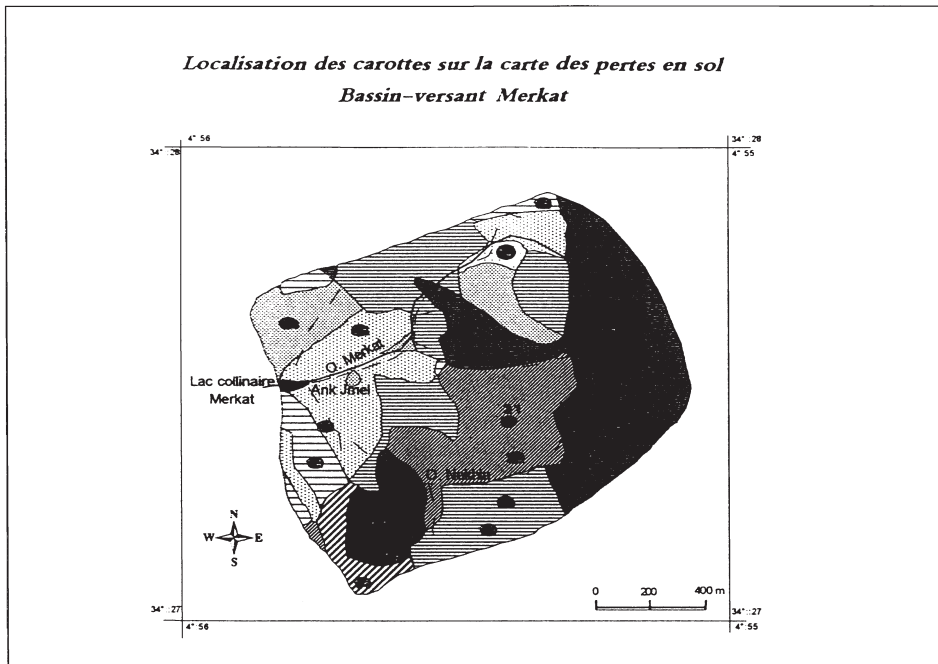 Localisation des carottes sur la carte des pertes en sol
Bassin-versant Merkat
4° :56
34° :28
34° :28
4° :55
O. Merkat
Lac collinaire
Merkat
Ank Jmel
N
W E
S
0 200 400 m
34° :27
4° :56
34° :27
4° :55